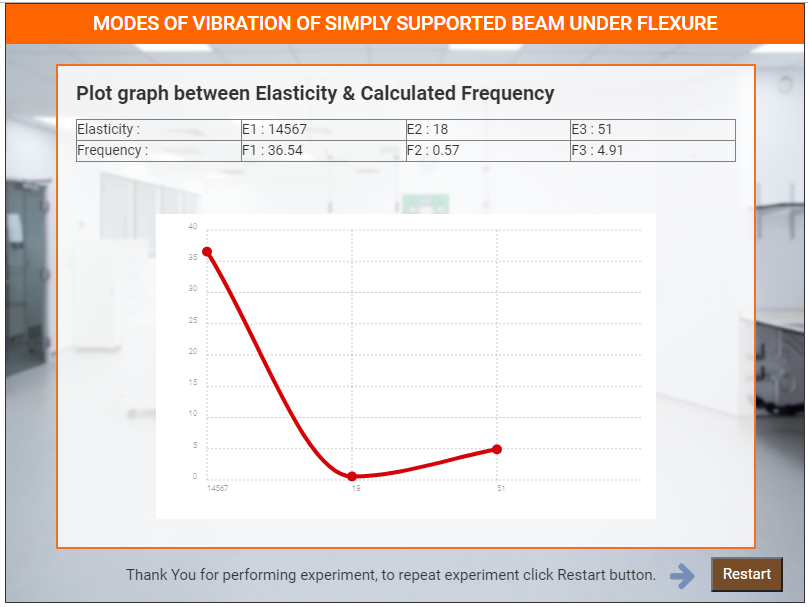 MODES OF VIBRATION OF SIMPLY SUPPORTED BEAM UNDER FLEXURE
Plot graph between Elasticity & Calculated Frequency
Elasticity : E1 : 14567 E2 : 18 E3 : 51
Frequency : F1 : 36.54 F2 : 0.57 F3 : 4.91
40
35
30
25
20
15
10
5
0
14567 18 51
Thank You for performing experiment, to repeat experiment click Restart button. Restart